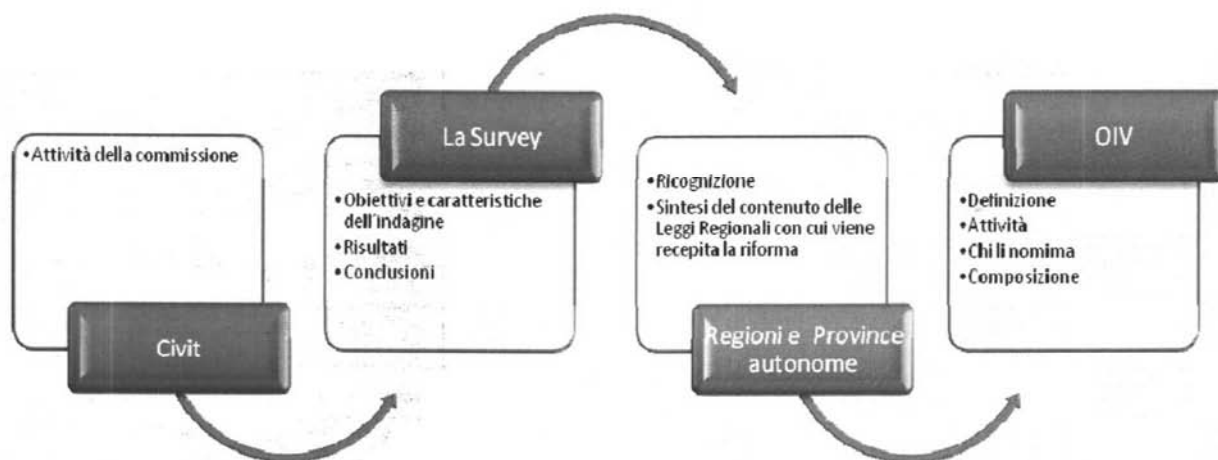 •Attività della commissione
Civit
La Survey
•Obiettivi e caratteristiche
dell'indagine
•Risultati
•Conclusioni
•Ricognizione
•Sintesi del contenuto delle
Leggi Regionali con cui viene
recepita la riforma
Regioni e Province
autonome
OIV
•Definizione
•Attività
•Chi li nomima
•Composizione